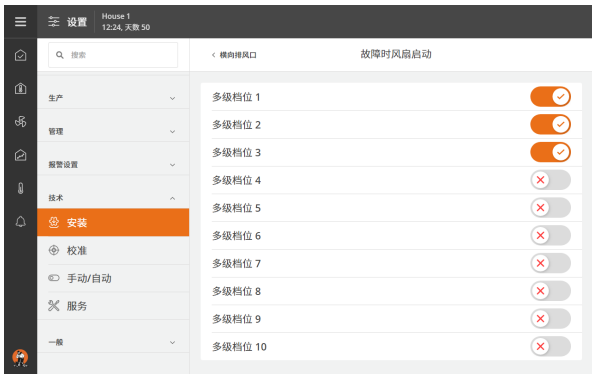 设置
House 1
12:24, 天数 50
搜索
生产
管理
报警设置
技术
安装
校准
手动/自动
服务
一般
横向排风口
故障时风扇启动
多级档位 1
多级档位 2
多级档位 3
多级档位 4
多级档位 5
多级档位 6
多级档位 7
多级档位 8
多级档位 9
多级档位 10